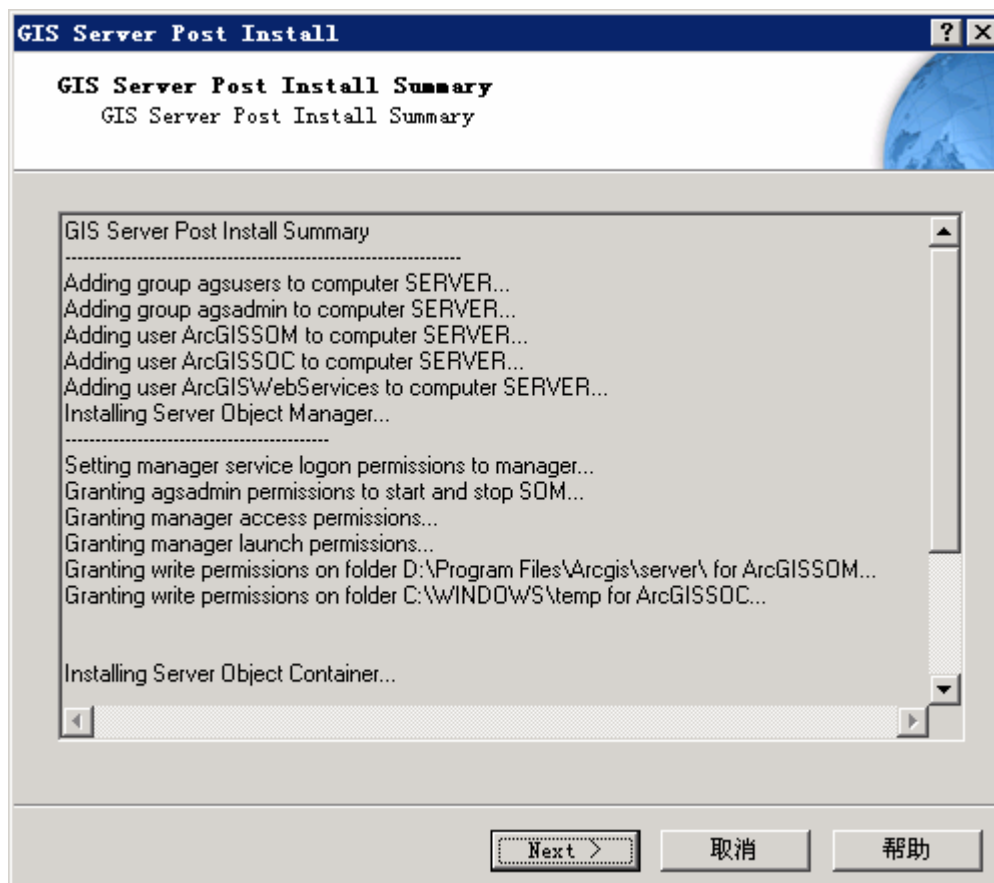 GIS Server Post Install
GIS Server Post Install Summary
GIS Server Post Install Summary
GIS Server Post Install Summary
------------------------------------------------------------------
Adding group agsusers to computer SERVER...
Adding group agsadmin to computer SERVER...
Adding user ArcGISSOM to computer SERVER...
Adding user ArcGISSOC to computer SERVER...
Adding user ArcGISWebServices to computer SERVER...
Installing Server Object Manager...
--------------------------------------------
Setting manager service logon permissions to manager...
Granting agsadmin permissions to start and stop SOM...
Granting manager access permissions...
Granting manager launch permissions...
Granting write permissions on folder D:\Program Files\Arcgis\server\ for ArcGISSOM...
Granting write permissions on folder C:\WINDOWS\temp for ArcGISSOC...
Installing Server Object Container...
Next > 取消 帮助